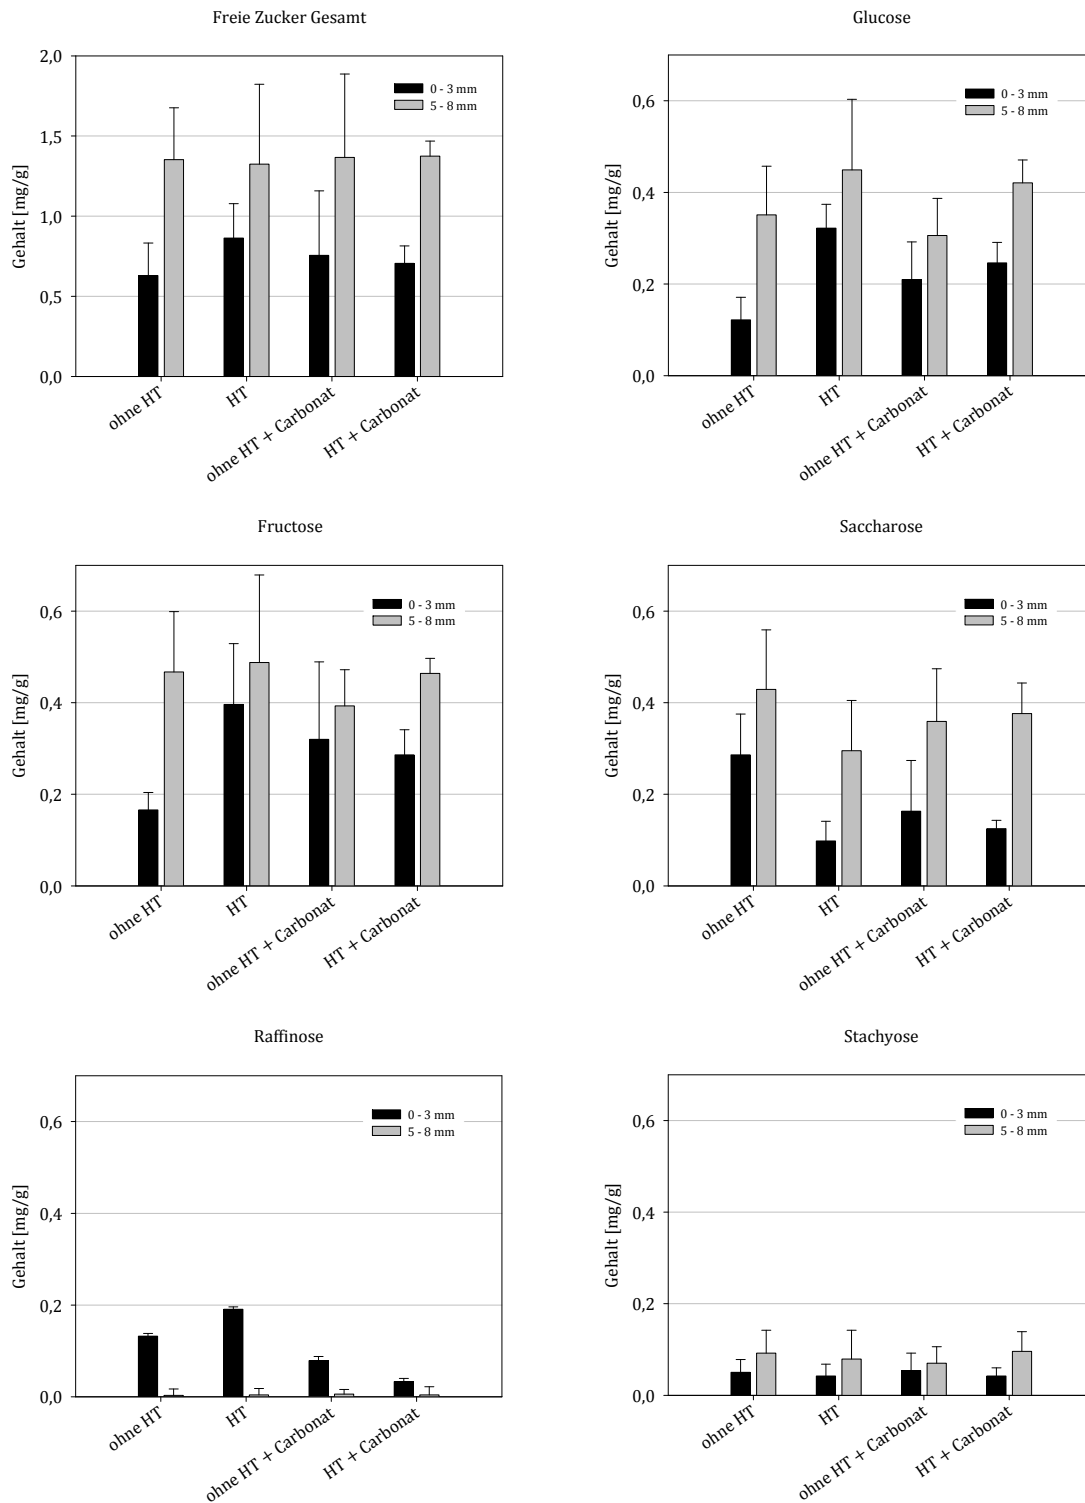 Freie Zucker Gesamt
Gehalt [mg/g]
2,0
1,5
1,0
0,5
0,0
0 - 3 mm
5 - 8 mm
ohne HT
HT
ohne HT + Carbonat
HT + Carbonat
Glucose
Gehalt [mg/g]
0,6
0,4
0,2
0,0
0 - 3 mm
5 - 8 mm
ohne HT
HT
ohne HT + Carbonat
HT + Carbonat
Fructose
Gehalt [mg/g]
0,6
0,4
0,2
0,0
0 - 3 mm
5 - 8 mm
ohne HT
HT
ohne HT + Carbonat
HT + Carbonat
Saccharose
Gehalt [mg/g]
0,6
0,4
0,2
0,0
0 - 3 mm
5 - 8 mm
ohne HT
HT
ohne HT + Carbonat
HT + Carbonat
Raffinose
Gehalt [mg/g]
0,6
0,4
0,2
0,0
0 - 3 mm
5 - 8 mm
ohne HT
HT
ohne HT + Carbonat
HT + Carbonat
Stachyose
Gehalt [mg/g]
0,6
0,4
0,2
0,0
0 - 3 mm
5 - 8 mm
ohne HT
HT
ohne HT + Carbonat
HT + Carbonat